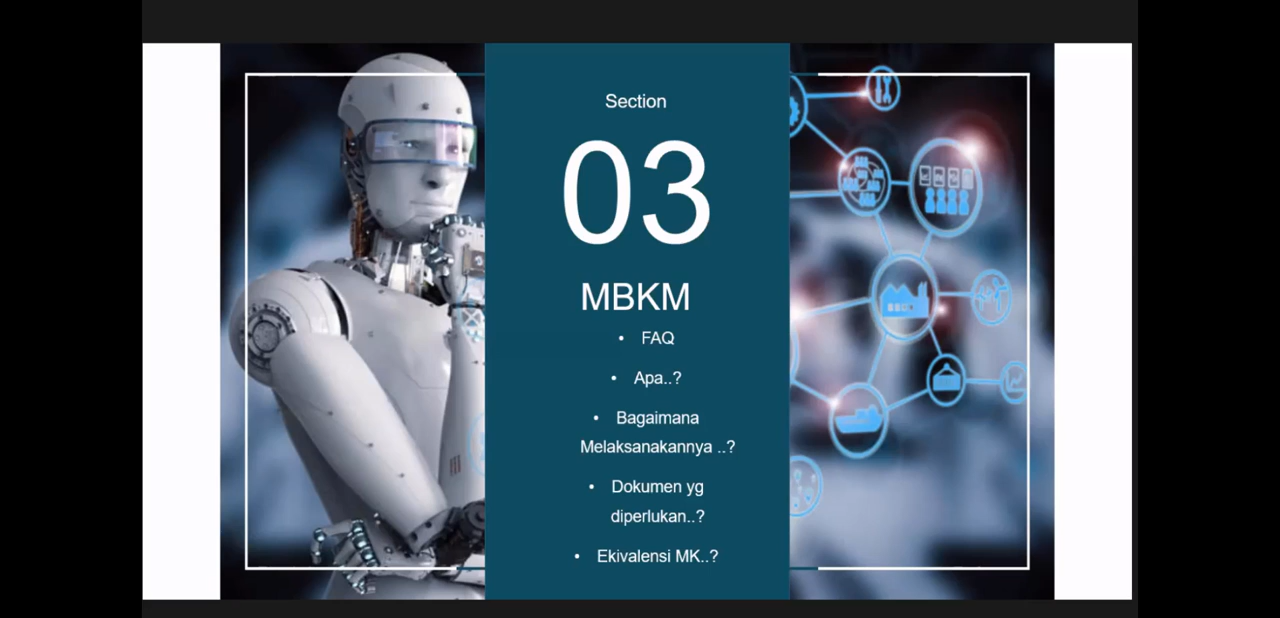 Section
03
MBKM
• FAQ
• Apa..?
• Bagaimana
Melaksanakannya ..?
• Dokumen yg
diperlukan..?
• Ekivalensi MK..?